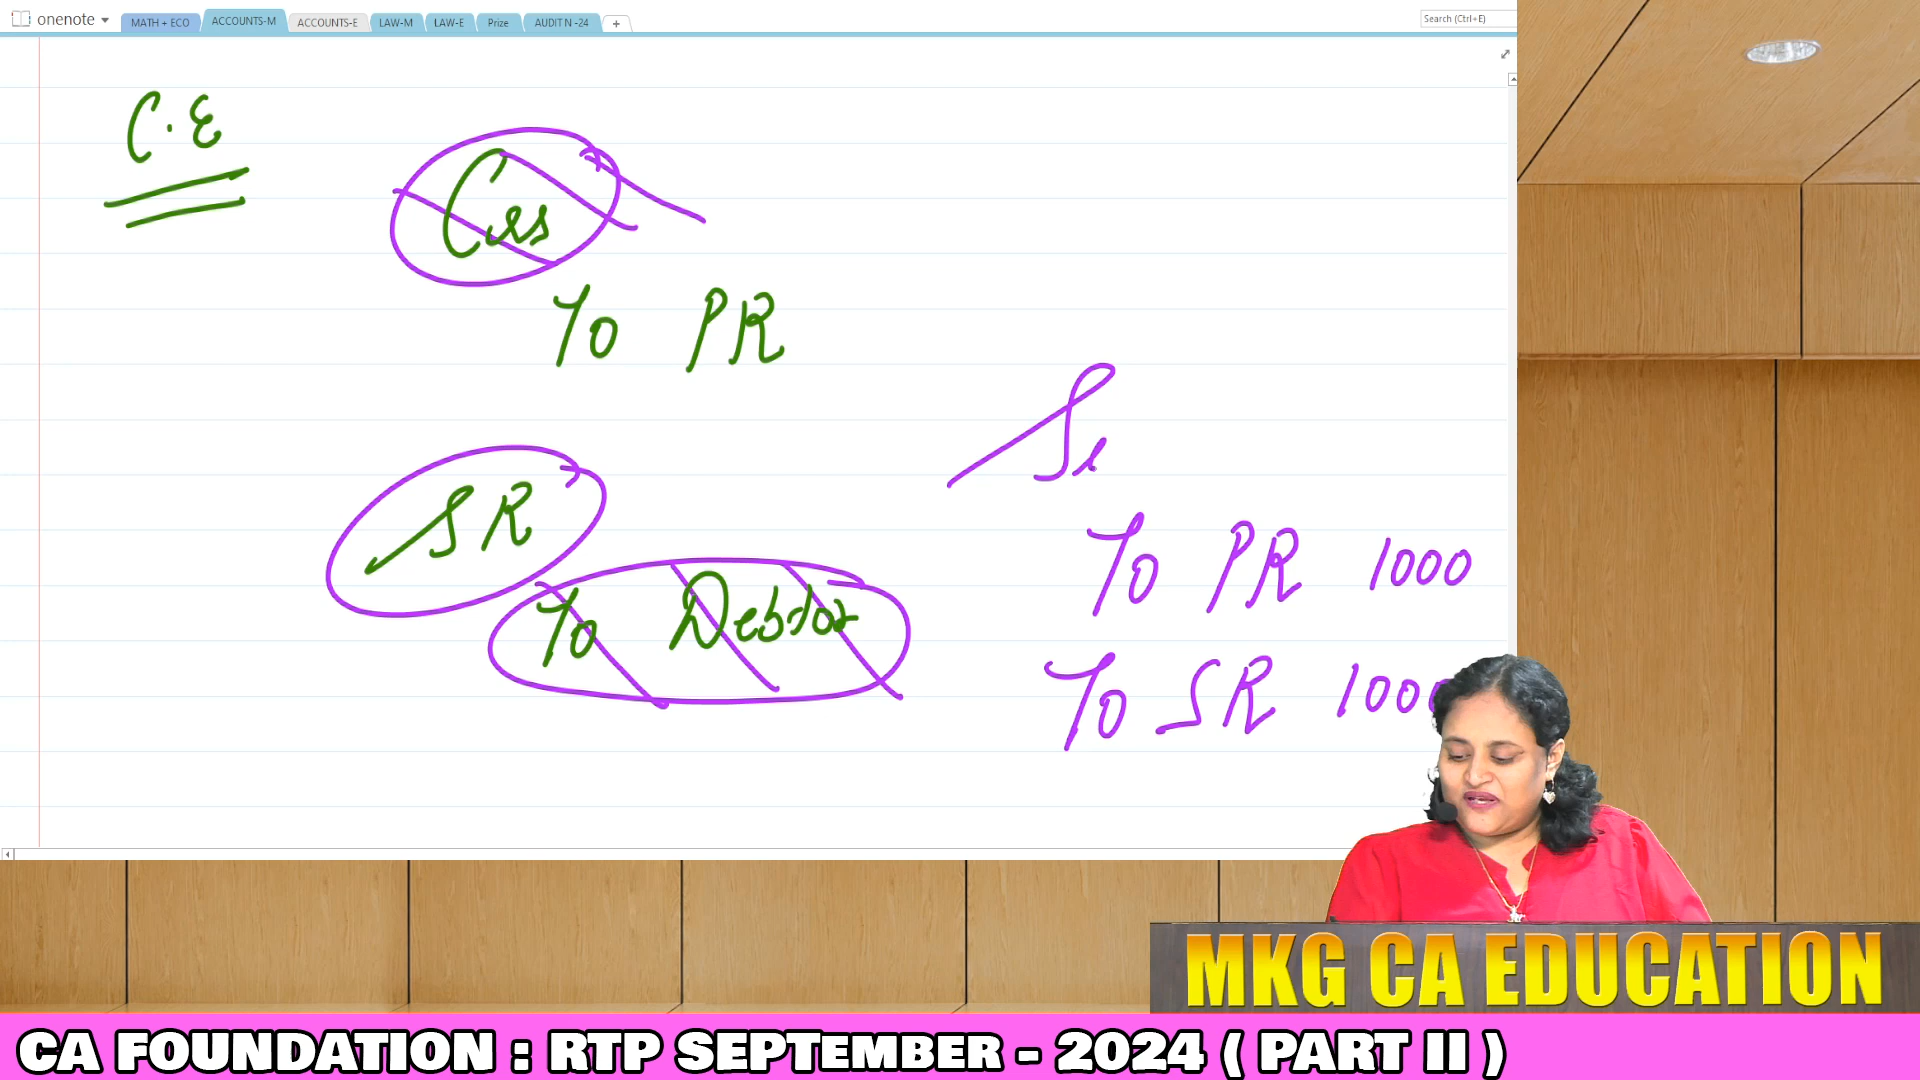 onenote
MATH + ECO
ACCOUNTS-M
ACCOUNTS-E
LAW-M
LAW-E
Prize
AUDIT N -24
+
Search (Ctrl+E)
C.E
Crs
To PR
SR
To Debtor
To PR 1000
To SR 1000
MKG CA EDUCATION
CA FOUNDATION : RTP SEPTEMBER - 2024 ( PART II )